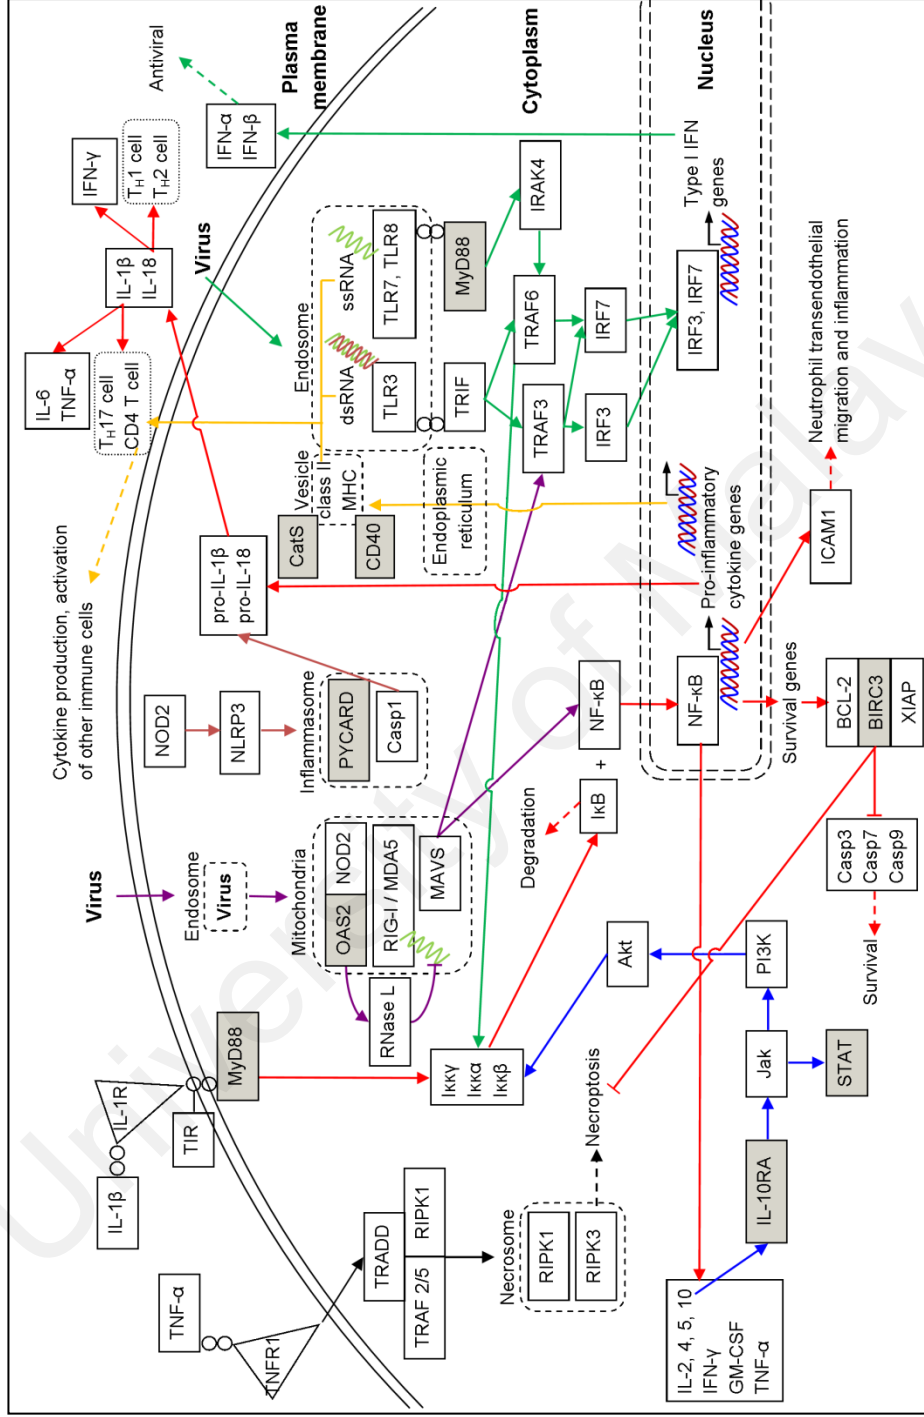 TNF-α
TNFR1
IL-1β
IL-1R
TIR
MyD88
TRADD
TRAF 2/5
RIPK1
Necrosome
RIPK1
RIPK3
Necroptosis
IL-2, 4, 5, 10
IFN-γ
GM-CSF
TNF-α
IL-10RA
Jak
STAT
PI3K
Akt
Iκκγ
Iκκα
Iκκβ
Virus
Endosome
Virus
Mitochondria
OAS2
NOD2
RIG-I / MDA5
MAVS
RNase L
Degradation
IκB
+
NF-κB
NF-κB
Survival genes
BCL-2
BIRC3
XIAP
Casp3
Casp7
Casp9
Survival
Cytokine production, activation
of other immune cells
NOD2
NLRP3
Inflammasome
PYCARD
Casp1
pro-IL-1β
pro-IL-18
IL-6
TNF-α
TH17 cell
CD4 T cell
IL-1β
IL-18
IFN-γ
TH1 cell
TH2 cell
Antiviral
IFN-α
IFN-β
Plasma
membrane
Virus
CatS
Vesicle
class II
MHC
CD40
Endosome
dsRNA
ssRNA
TLR3
TLR7, TLR8
Endoplasmic
reticulum
TRIF
MyD88
IRAK4
TRAF3
TRAF6
IRF3
IRF7
Cytoplasm
Pro-inflammatory
cytokine genes
IRF3, IRF7
Type I IFN
genes
Nucleus
ICAM1
Neutrophil transendothelial
migration and inflammation
University of Malay